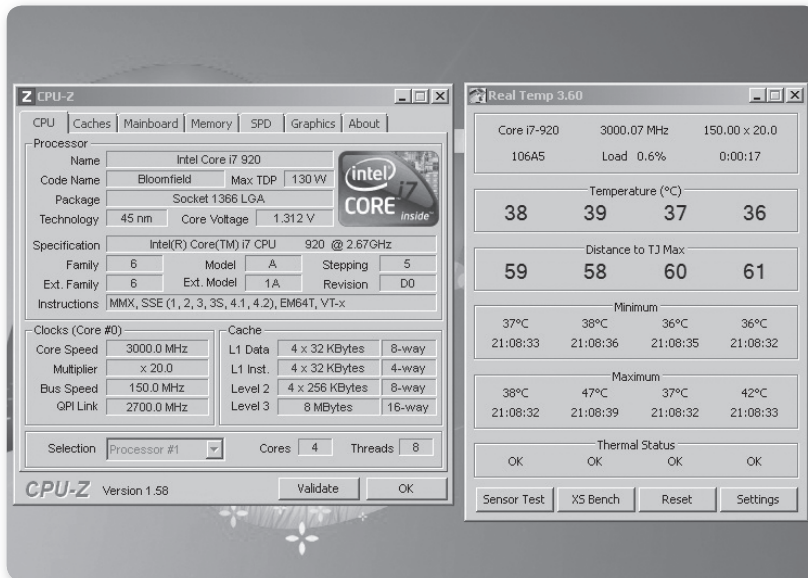 CPU-Z
CPU Caches Mainboard Memory SPD Graphics About
Processor
Name Intel Core i7 920
Code Name Bloomfield Max TDP 130 W
Package Socket 1366 LGA
Technology 45 nm Core Voltage 1.312 V
intel i7
CORE inside™
Specification Intel(R) Core(TM) i7 CPU 920 @ 2.67GHz
Family 6 Model A Stepping 5
Ext. Family 6 Ext. Model 1A Revision D0
Instructions MMX, SSE (1, 2, 3, 3S, 4.1, 4.2), EM64T, VT-x
Clocks (Core #0)
Core Speed 3000.0 MHz
Multiplier x 20.0
Bus Speed 150.0 MHz
QPI Link 2700.0 MHz
Cache
L1 Data 4 x 32 KBytes 8-way
L1 Inst. 4 x 32 KBytes 4-way
Level 2 4 x 256 KBytes 8-way
Level 3 8 MBytes 16-way
Selection Processor #1 Cores 4 Threads 8
CPU-Z Version 1.58 Validate OK
Real Temp 3.60
Core i7-920 3000.07 MHz 150.00 x 20.0
106A5 Load 0.6% 0:00:17
Temperature (°C)
38 39 37 36
Distance to TJ Max
59 58 60 61
Minimum
37°C 38°C 36°C 36°C
21:08:33 21:08:36 21:08:35 21:08:32
Maximum
38°C 47°C 37°C 42°C
21:08:32 21:08:39 21:08:32 21:08:33
Thermal Status
OK OK OK OK
Sensor Test XS Bench Reset Settings